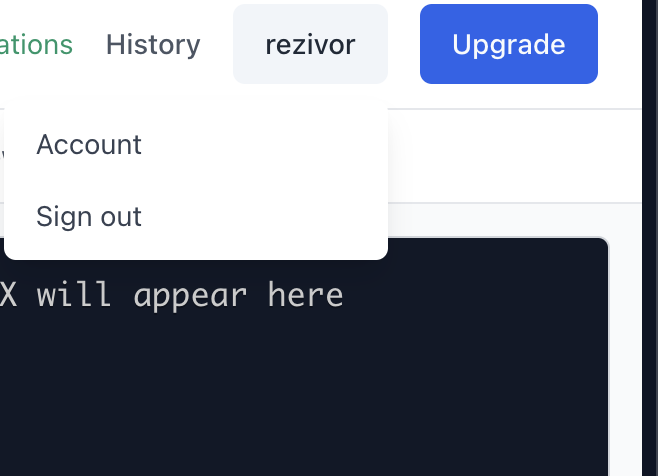 ations History rezivor Upgrade
Account
Sign out
X will appear here